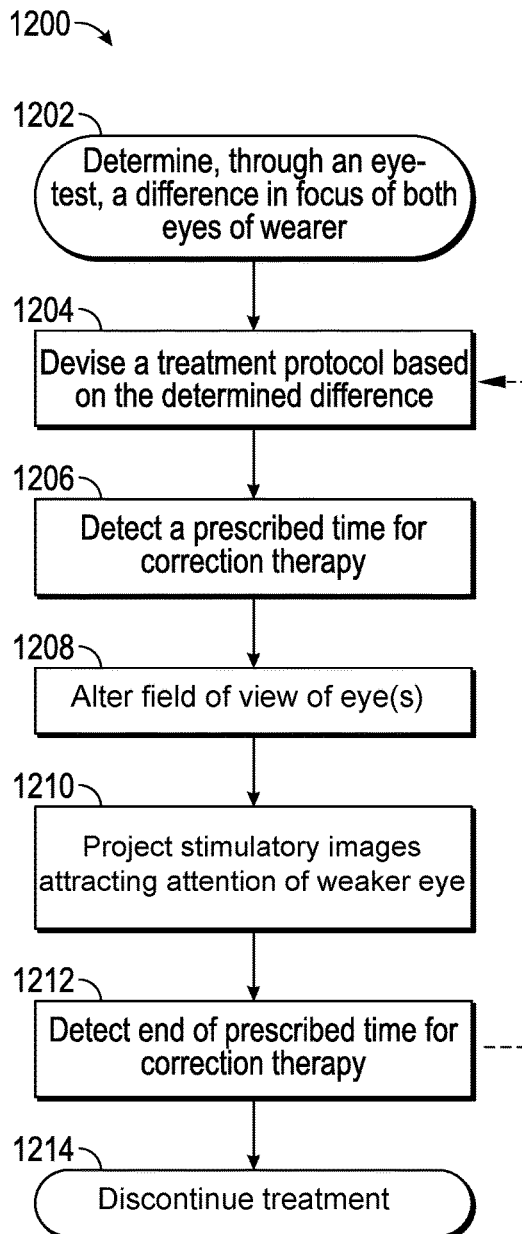 1200
1202
Determine, through an eye-
test, a difference in focus of both
eyes of wearer
1204
Devise a treatment protocol based
on the determined difference
1206
Detect a prescribed time for
correction therapy
1208
Alter field of view of eye(s)
1210
Project stimulatory images
attracting attention of weaker eye
1212
Detect end of prescribed time for
correction therapy
1214
Discontinue treatment